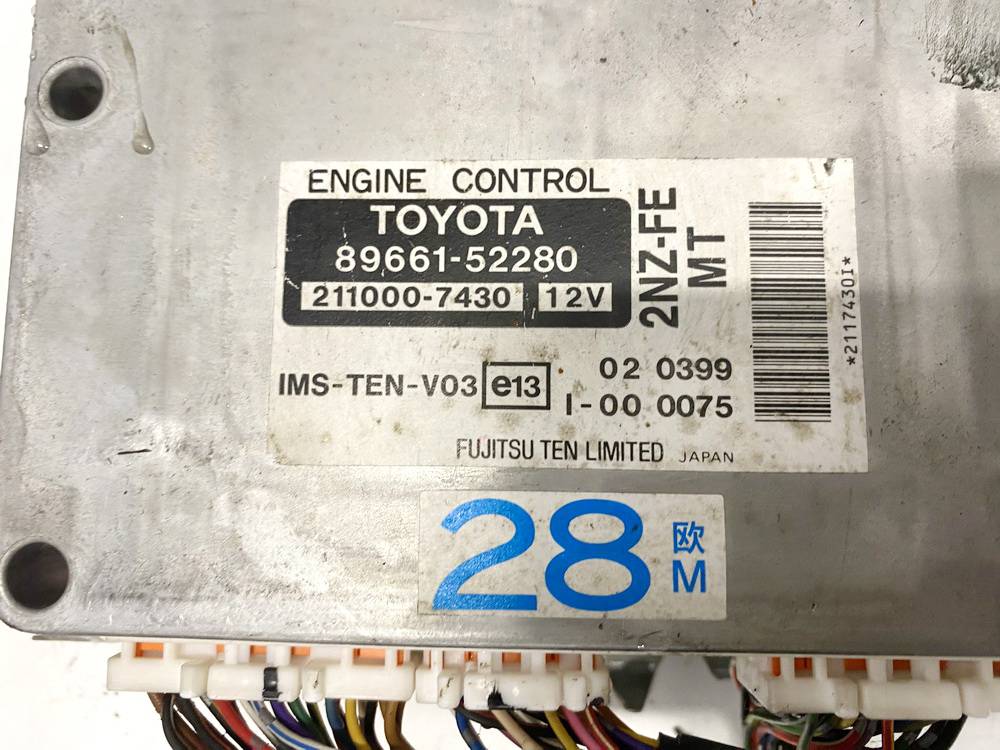 ENGINE CONTROL
TOYOTA
89661-52280
211000-7430 12V
2NZ-FE
MT
*2117430I*
IMS-TEN-V03 e13 02 0399
I-00 0075
FUJITSU TEN LIMITED JAPAN
28 欧
M